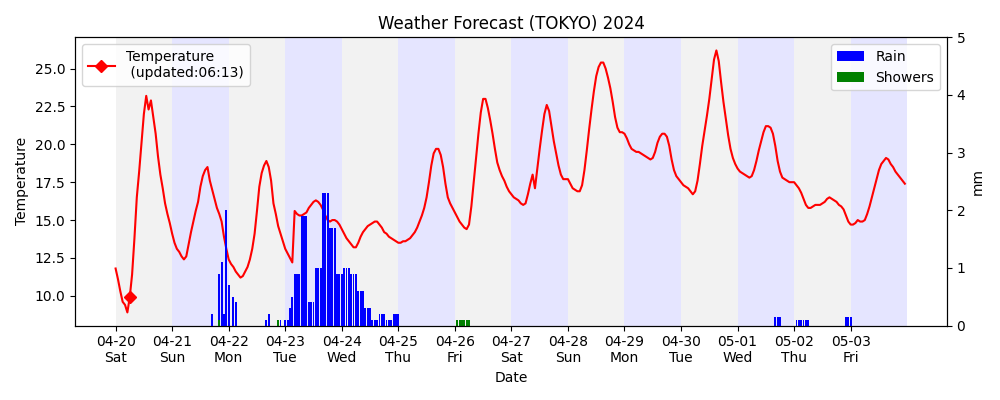 Weather Forecast (TOKYO) 2024
Temperature
(updated:06:13)
Rain
Showers
Temperature
25.0
22.5
20.0
17.5
15.0
12.5
10.0
5
4
3
2
1
0
mm
04-20 04-21 04-22 04-23 04-24 04-25 04-26 04-27 04-28 04-29 04-30 05-01 05-02 05-03
Sat Sun Mon Tue Wed Thu Fri Sat Sun Mon Tue Wed Thu Fri
Date